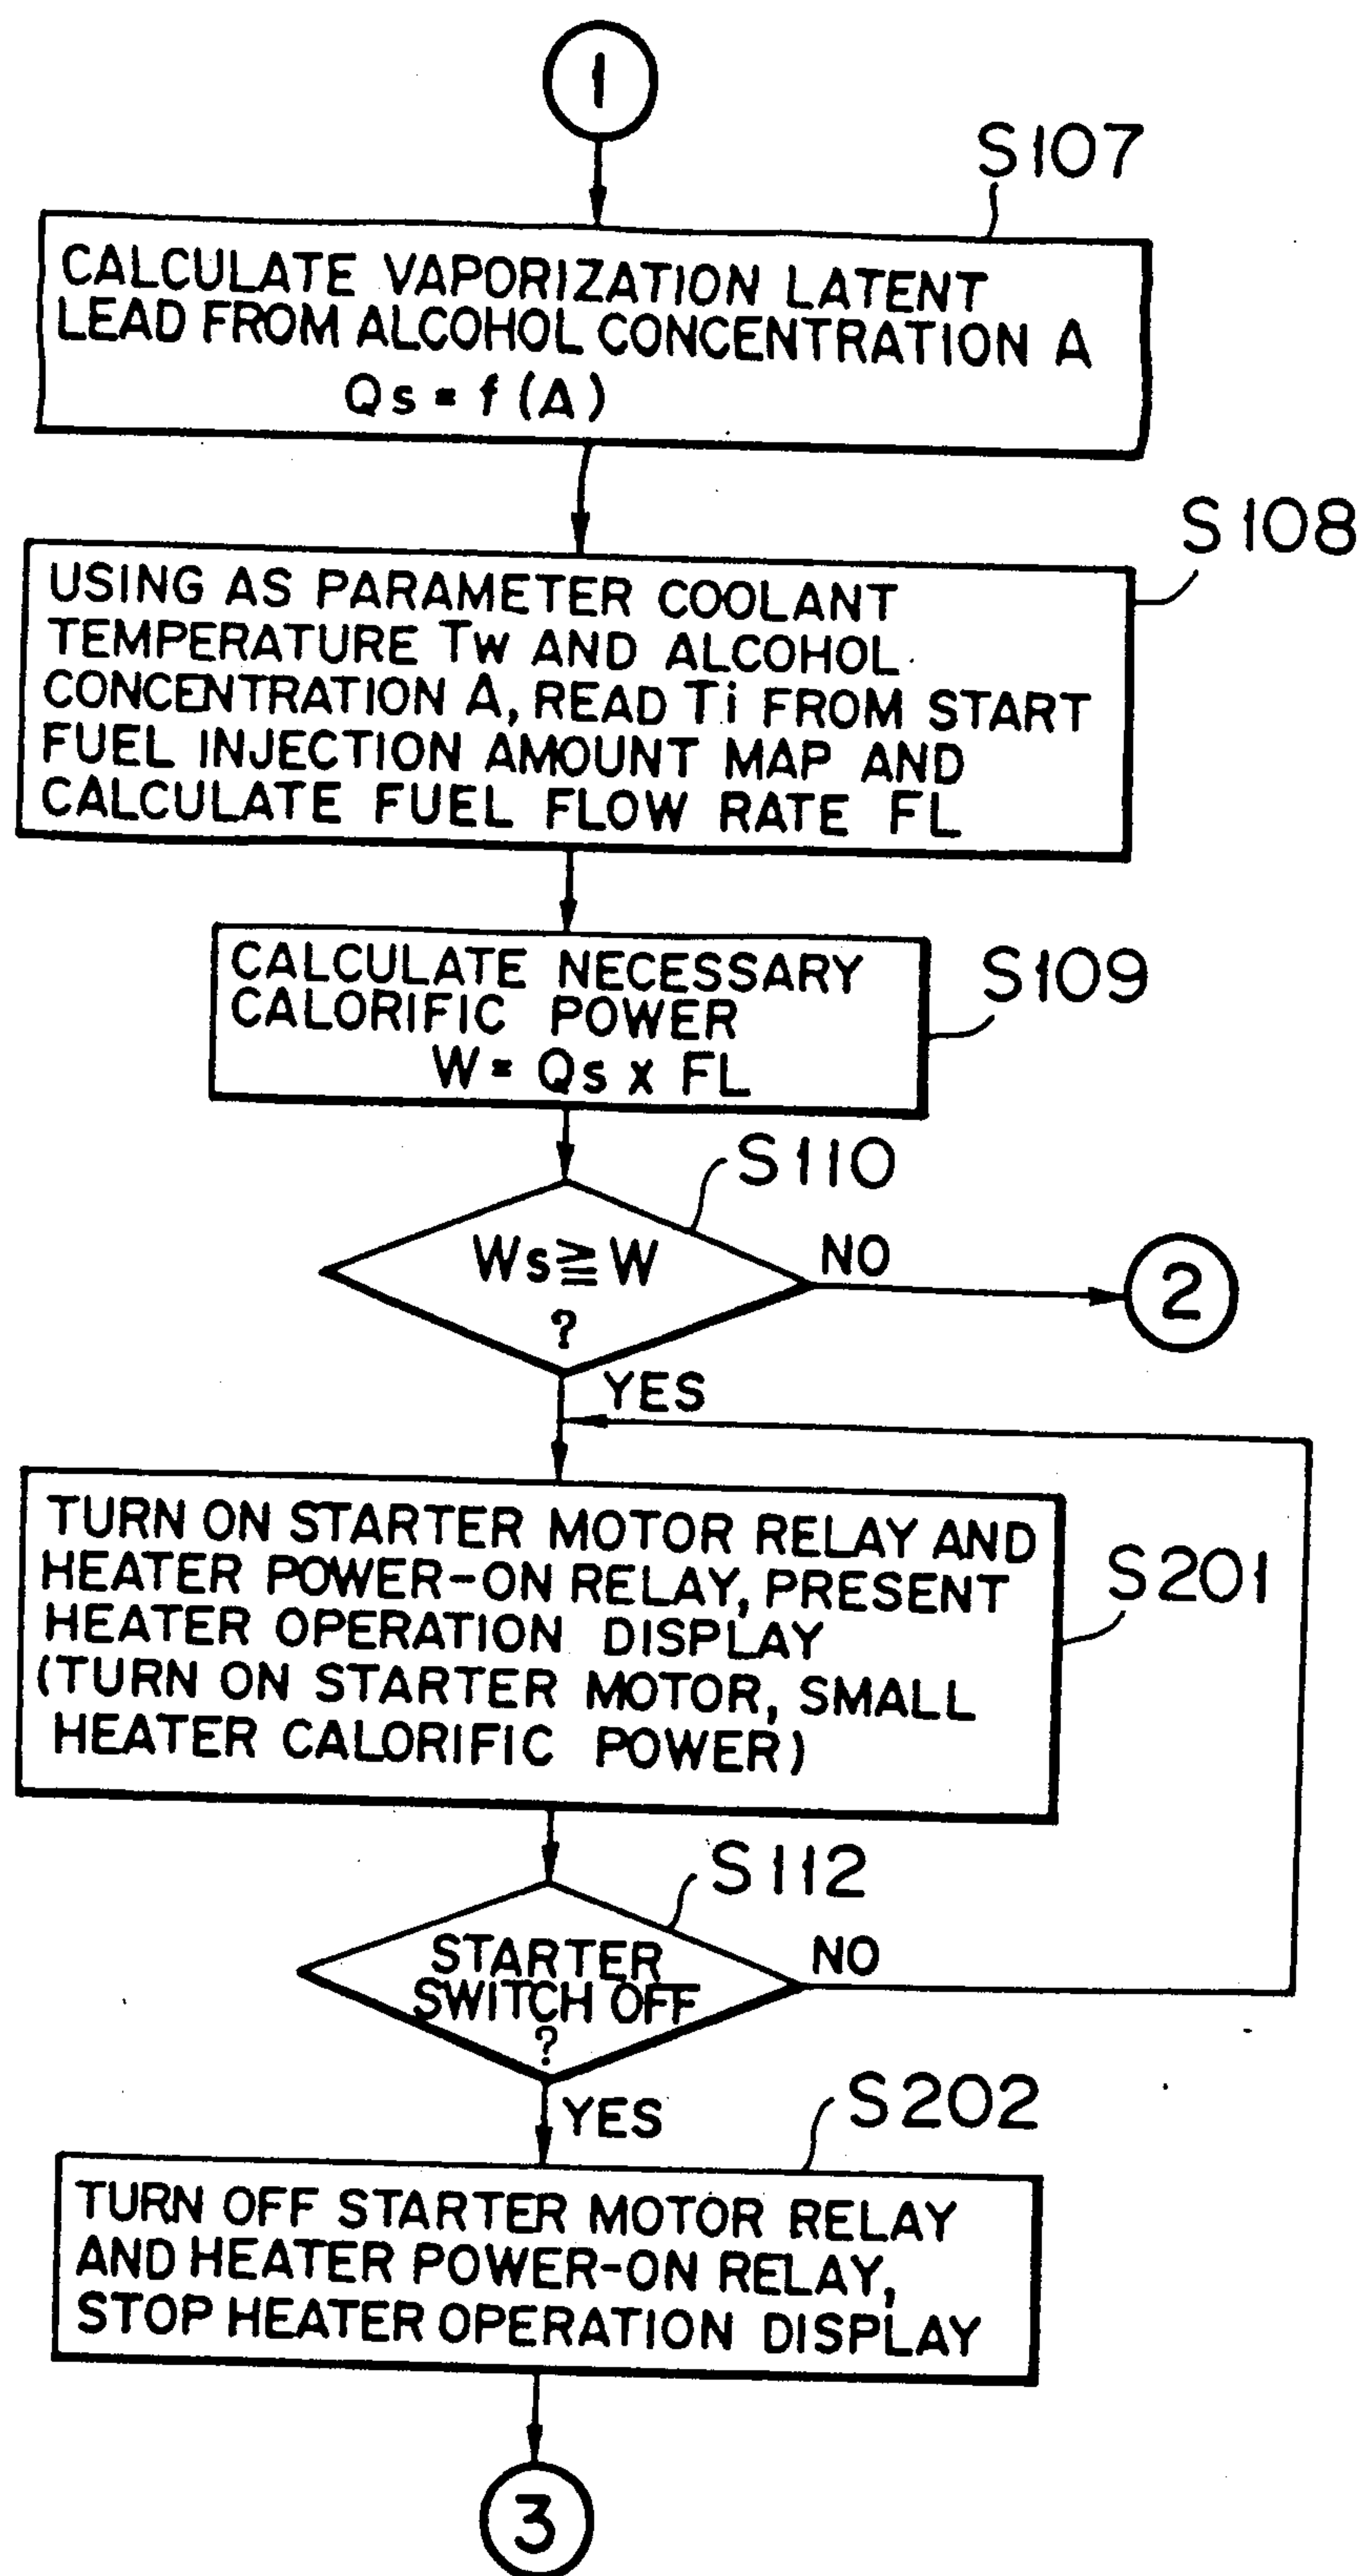 1
S107
CALCULATE VAPORIZATION LATENT
LEAD FROM ALCOHOL CONCENTRATION A
Qs = f (A)
S108
USING AS PARAMETER COOLANT
TEMPERATURE Tw AND ALCOHOL
CONCENTRATION A, READ Ti FROM START
FUEL INJECTION AMOUNT MAP AND
CALCULATE FUEL FLOW RATE FL
S109
CALCULATE NECESSARY
CALORIFIC POWER
W = Qs x FL
S110
Ws ≧ W
?
NO
2
YES
S201
TURN ON STARTER MOTOR RELAY AND
HEATER POWER-ON RELAY, PRESENT
HEATER OPERATION DISPLAY
(TURN ON STARTER MOTOR, SMALL
HEATER CALORIFIC POWER)
S112
STARTER
SWITCH OFF
?
NO
YES
S202
TURN OFF STARTER MOTOR RELAY
AND HEATER POWER-ON RELAY,
STOP HEATER OPERATION DISPLAY
3